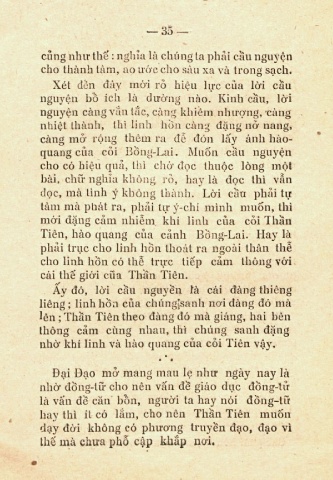 — 35 —
củng như thế : nghĩa là chúng ta phải cầu nguyện
cho thành tâm, ao ước cho sâu xa và trong sạch.
Xét đến đây mới rỏ hiệu lực của lời cầu
nguyện bồ ích là dường nào. Kinh cầu, lời
nguyện càng vắn tắc, càng khiêm nhượng, càng
nhiệt thành, thì linh hồn càng đặng nở nang,
càng mở rộng thêm ra để đón lấy ánh hào-
quang của cỏi Bồng-Lai. Muốn cầu nguyện
cho có hiệu quả, thì chớ đọc thuộc lòng một
bài, chữ nghĩa không rỏ, hay là đọc thì vẫn
đọc, mà tình ý không thành. Lời cầu phải tự
tâm mà phát ra, phải tự ý-chí mình muốn, thì
mới đặng cảm nhiểm khí linh của cỏi Thần
Tiên, hào quang của cảnh Bồng-Lai. Hay là
phải trục cho linh hồn thoát ra ngoài thân thể
cho linh hồn có thể trực tiếp cảm thông với
cái thế giới của Thần Tiên.
Ấy đó, lời cầu nguyền là cái đàng thiêng
liêng ; linh hồn của chúng sanh nơi đàng đó mà
lên ; Thần Tiên theo đàng đó mà giáng, hai bên
thông cảm cùng nhau, thì chúng sanh đặng
nhờ khí linh và hào quang của cỏi Tiên vậy.
Đại Đạo mở mang mau lẹ như ngày nay là
nhờ đồng-tử cho nên vấn đề giáo dục đồng-tử
là vấn đề căn bổn, người ta hay nói đồng-tử
hay thì ít có lắm, cho nên Thần Tiên muốn
dạy đời không có phương truyền đạo, đạo vì
thế mà chưa phổ cập khắp nơi.